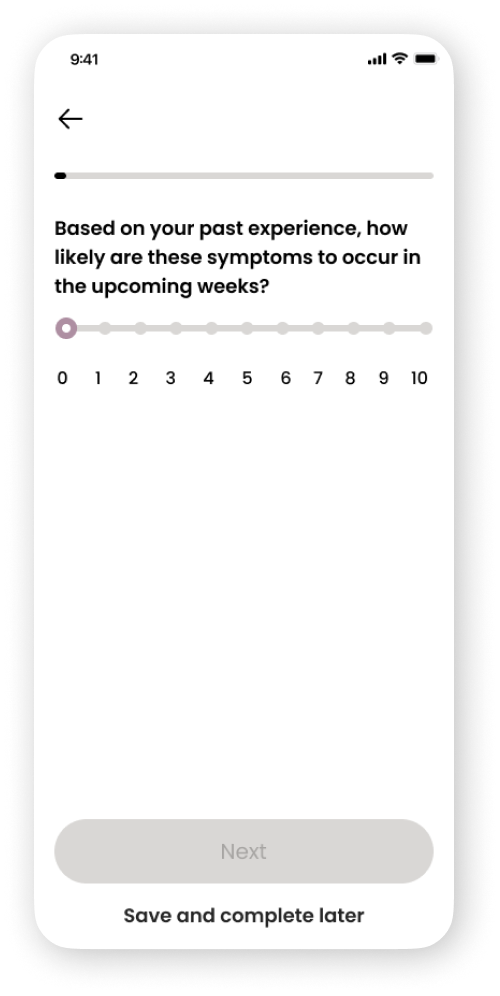 9:41
Based on your past experience, how
likely are these symptoms to occur in
the upcoming weeks?
0 1 2 3 4 5 6 7 8 9 10
Next
Save and complete later